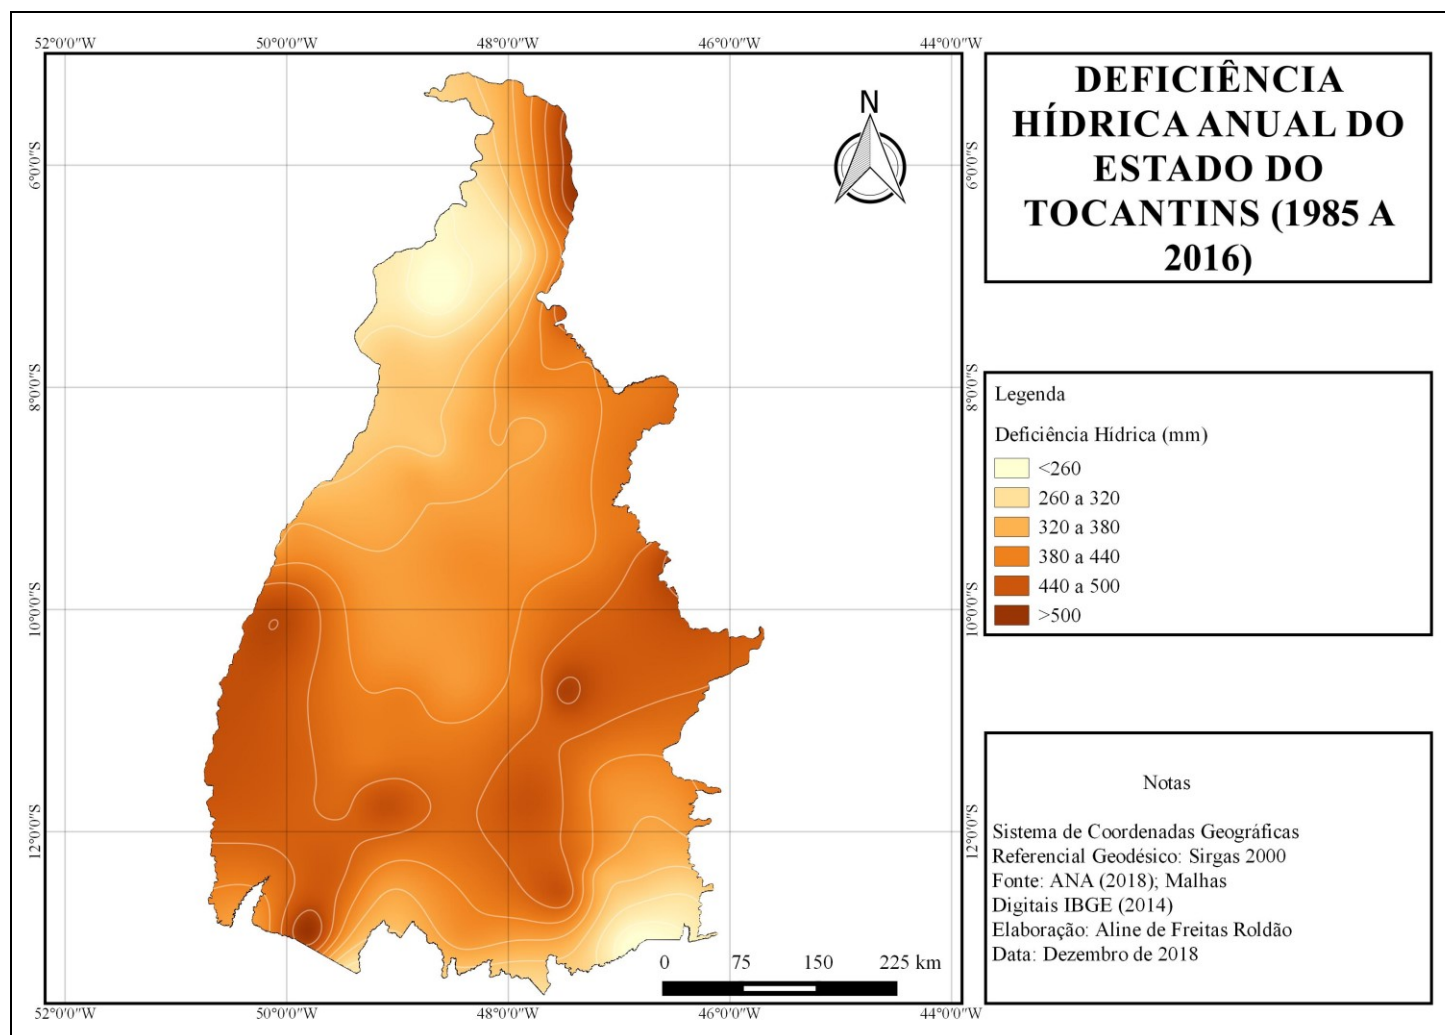 52°0'0"W 50°0'0"W 48°0'0"W 46°0'0"W 44°0'0"W
6°0'0"S
8°0'0"S
10°0'0"S
12°0'0"S
N
6°0'0"S
8°0'0"S
10°0'0"S
12°0'0"S
0 75 150 225 km
52°0'0"W 50°0'0"W 48°0'0"W 46°0'0"W 44°0'0"W
DEFICIÊNCIA
HÍDRICA ANUAL DO
ESTADO DO
TOCANTINS (1985 A
2016)
Legenda
Deficiência Hídrica (mm)
<260
260 a 320
320 a 380
380 a 440
440 a 500
>500
Notas
Sistema de Coordenadas Geográficas
Referencial Geodésico: Sirgas 2000
Fonte: ANA (2018); Malhas
Digitais IBGE (2014)
Elaboração: Aline de Freitas Roldão
Data: Dezembro de 2018